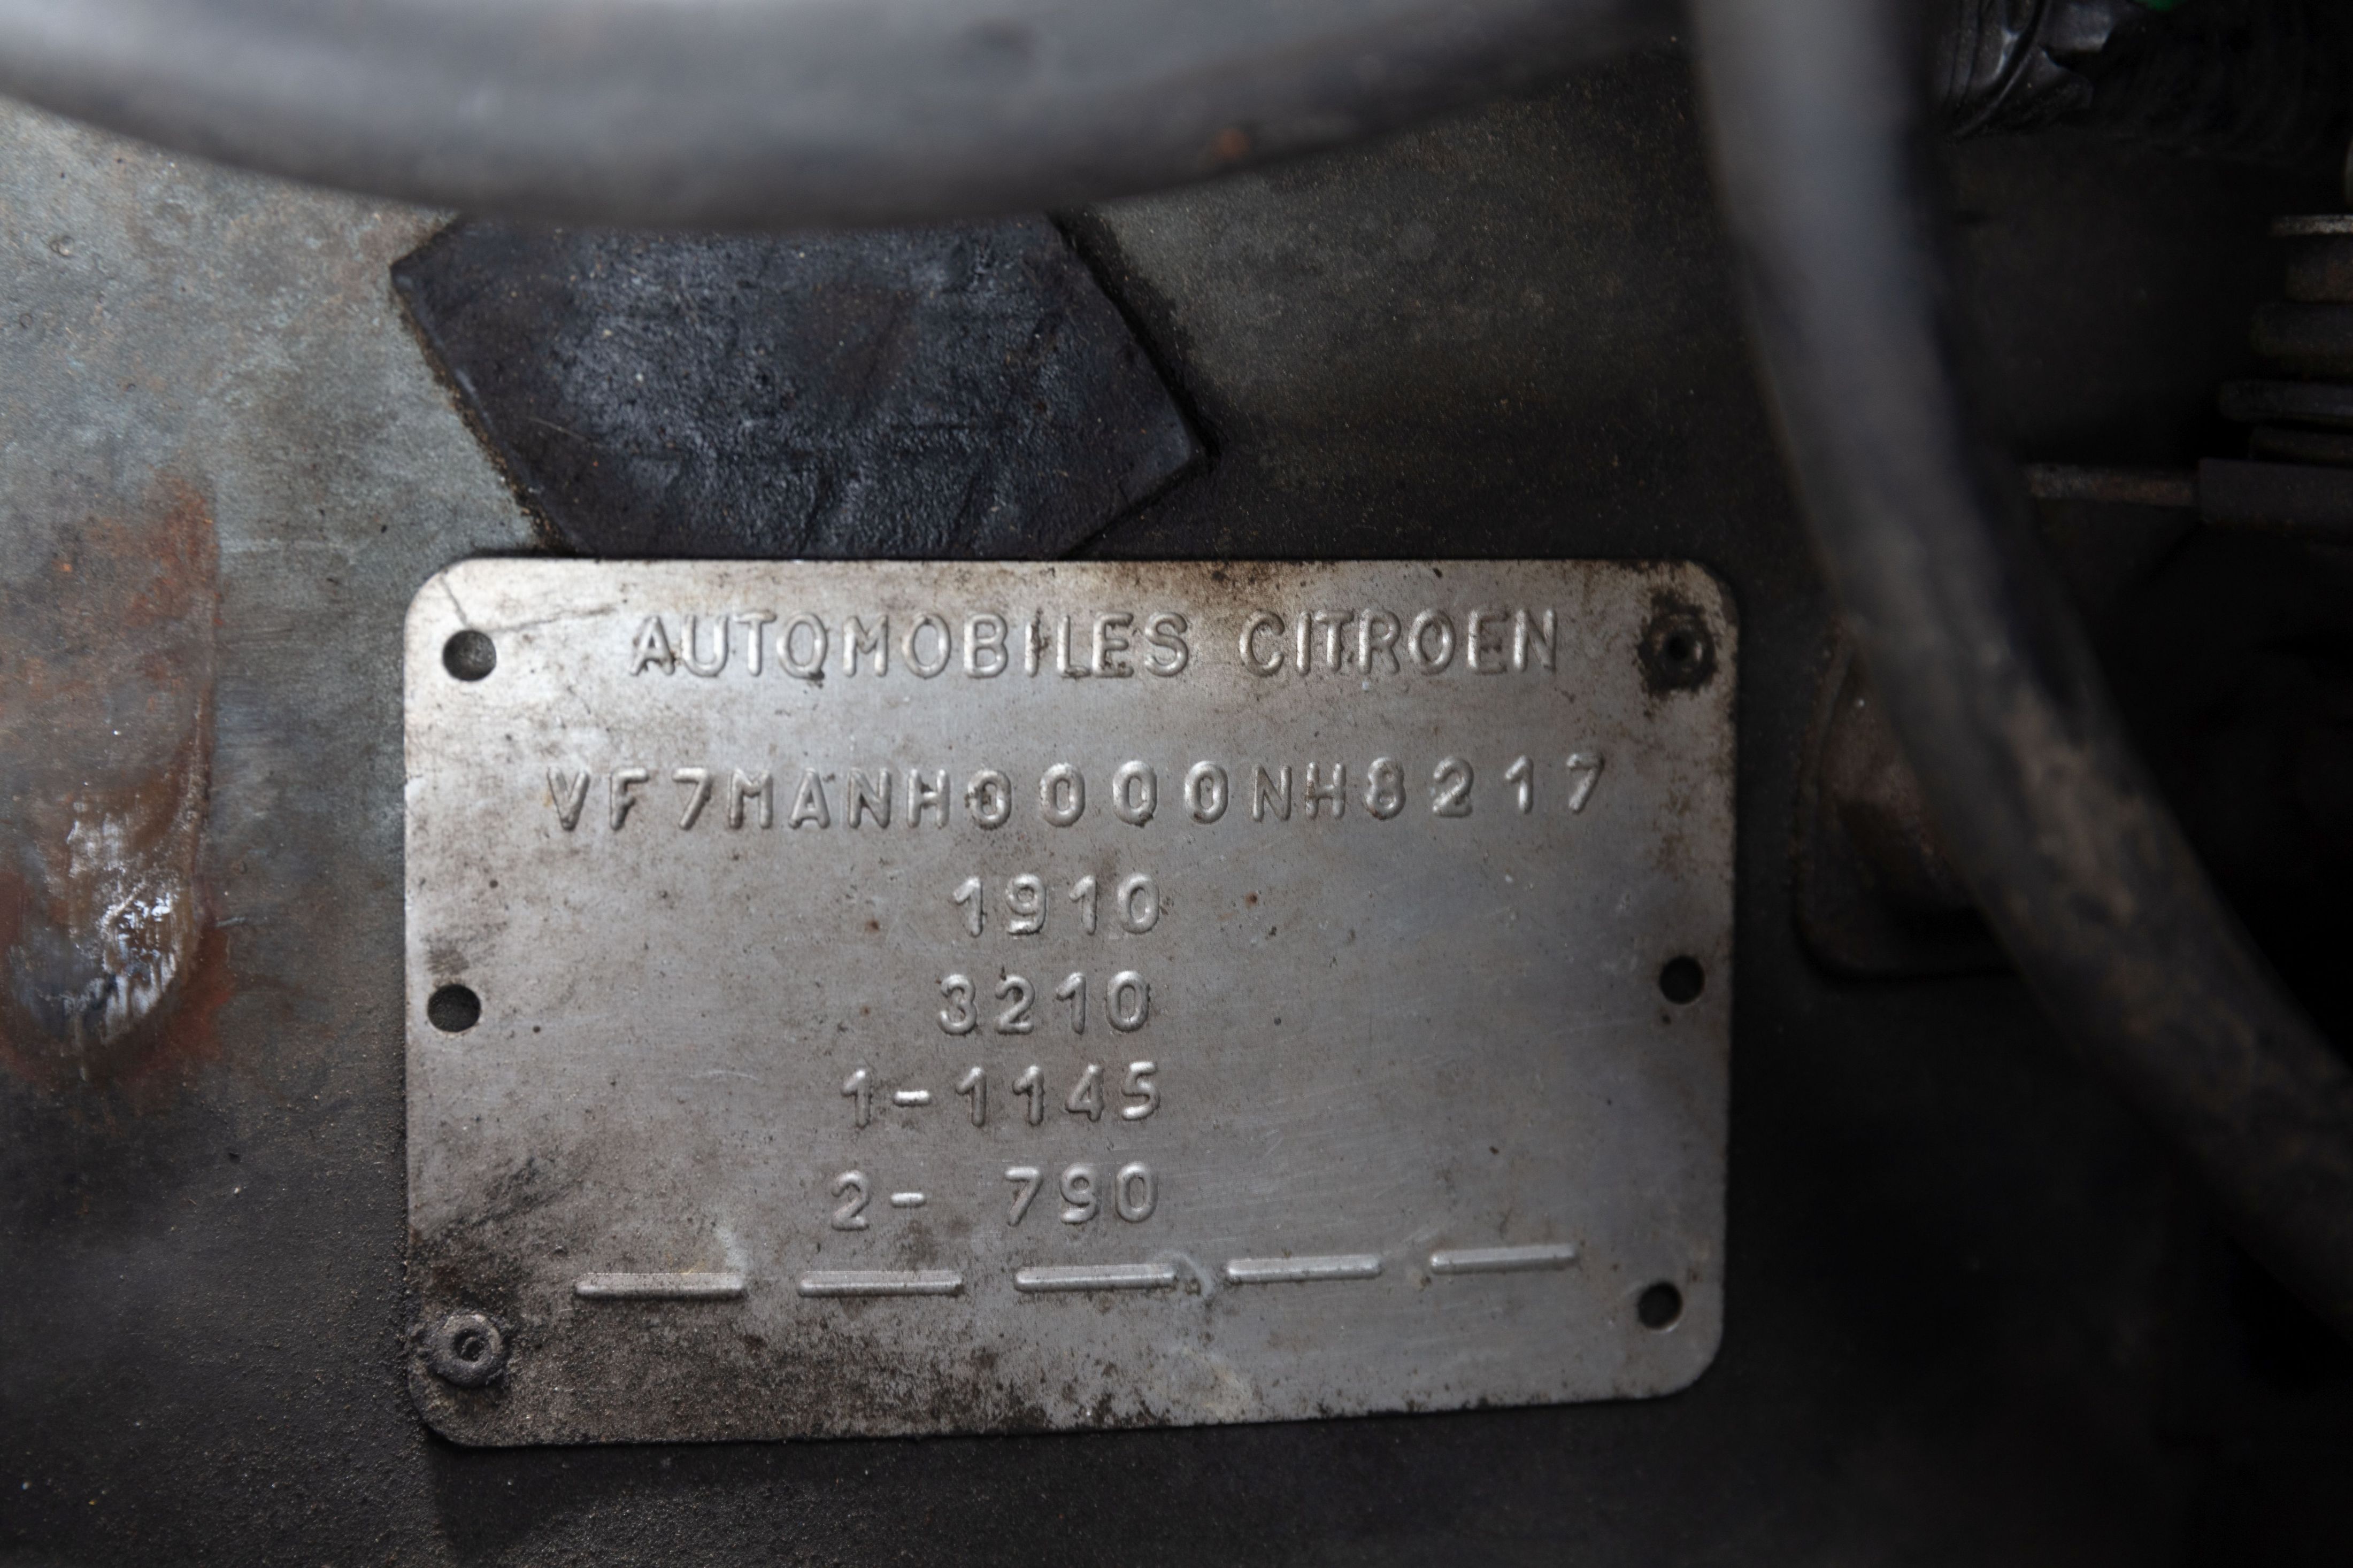 AUTOMOBILES CITROEN
VF7MANH0000NH8217
1910
3210
1-1145
2- 790